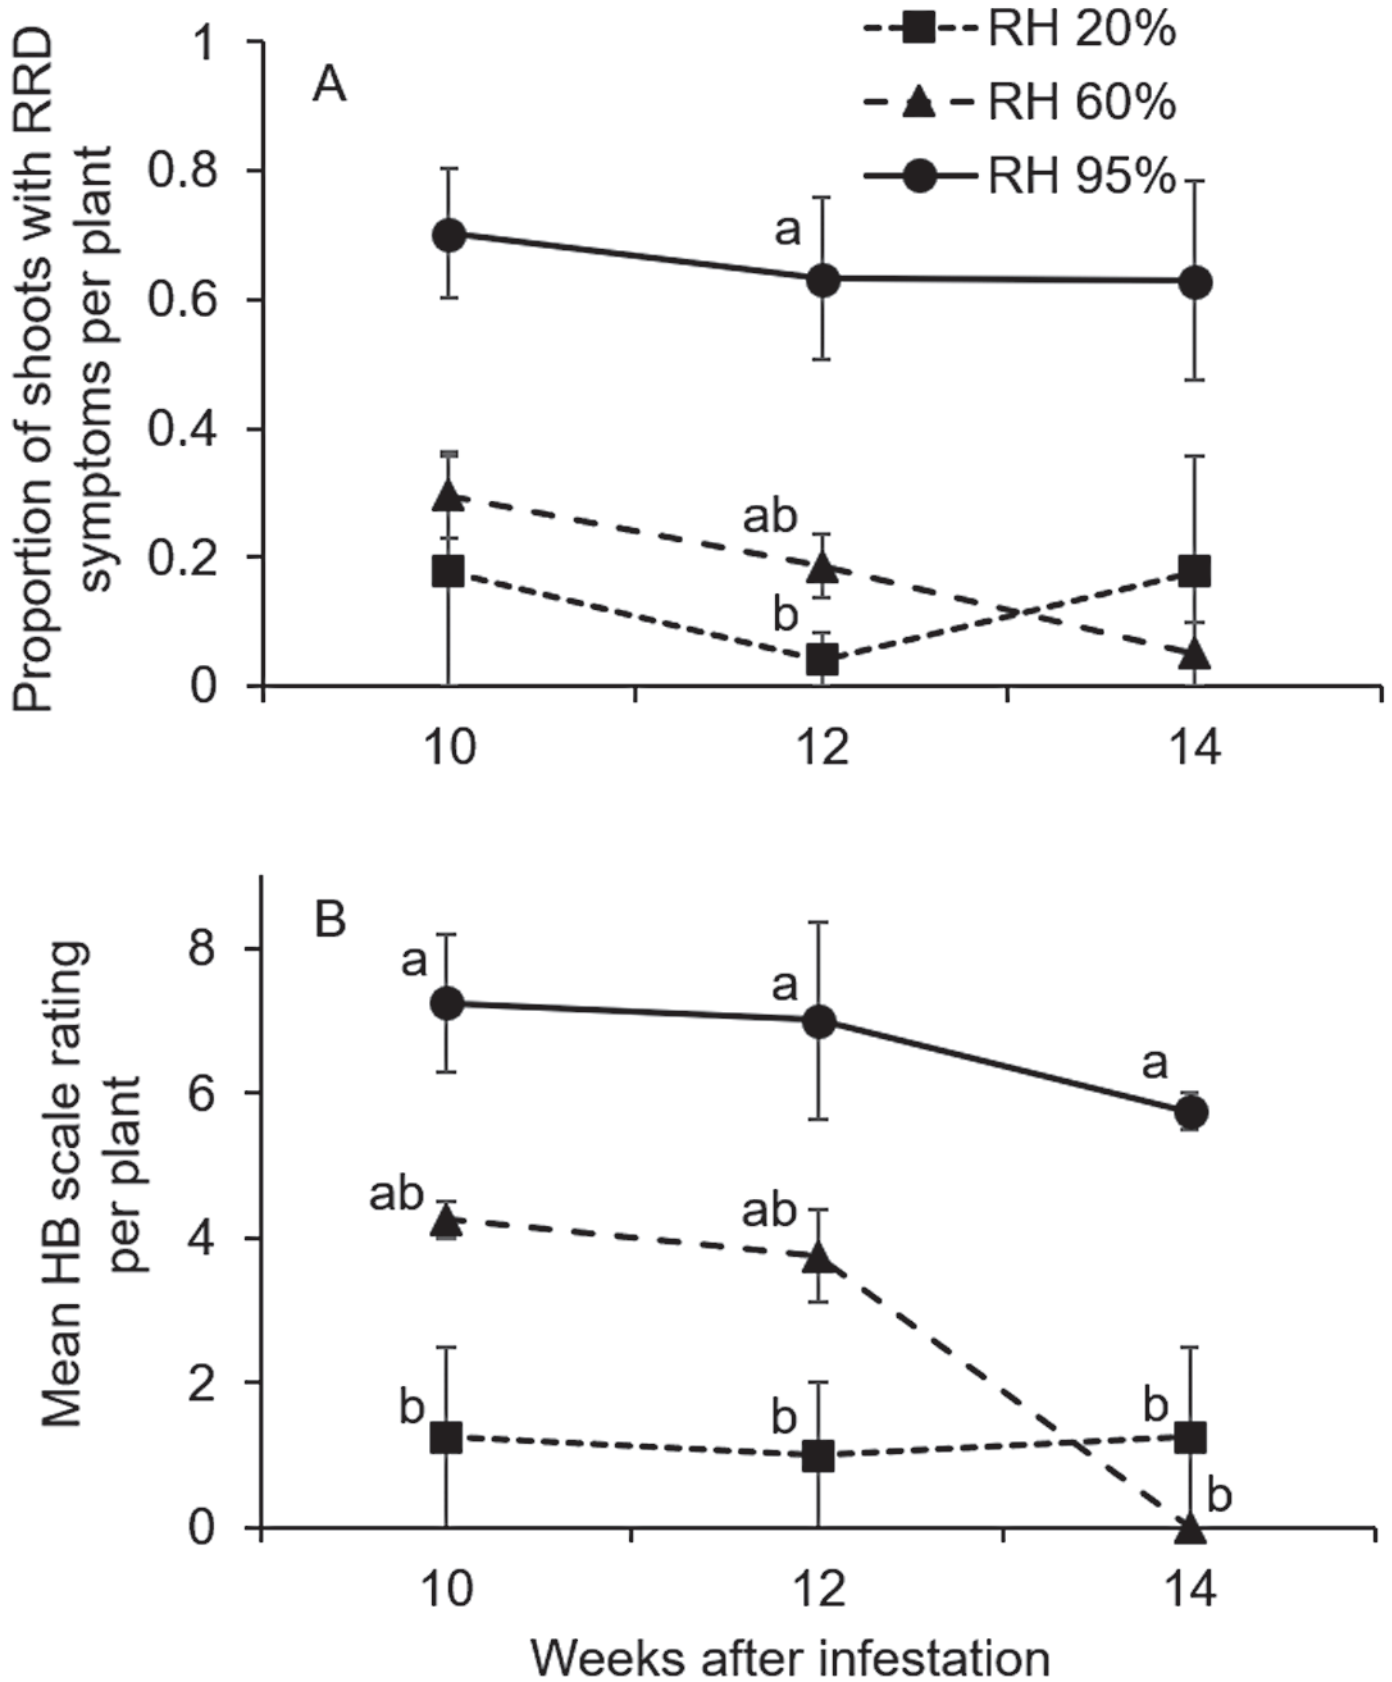 RH 20%
RH 60%
RH 95%
A
Proportion of shoots with RRD
symptoms per plant
1
0.8
0.6
0.4
0.2
0
a
ab
b
10 12 14
B
Mean HB scale rating
per plant
8
6
4
2
0
a a a
ab ab
b b b
b
10 12 14
Weeks after infestation